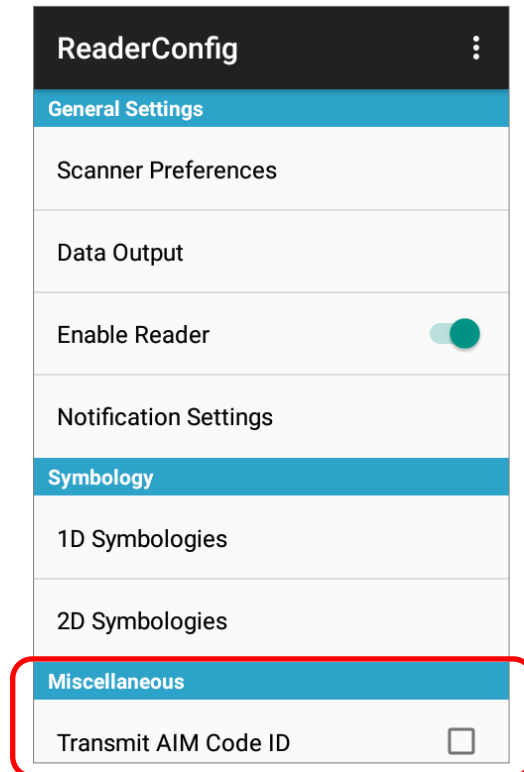 ReaderConfig
General Settings
Scanner Preferences
Data Output
Enable Reader
Notification Settings
Symbology
1D Symbologies
2D Symbologies
Miscellaneous
Transmit AIM Code ID